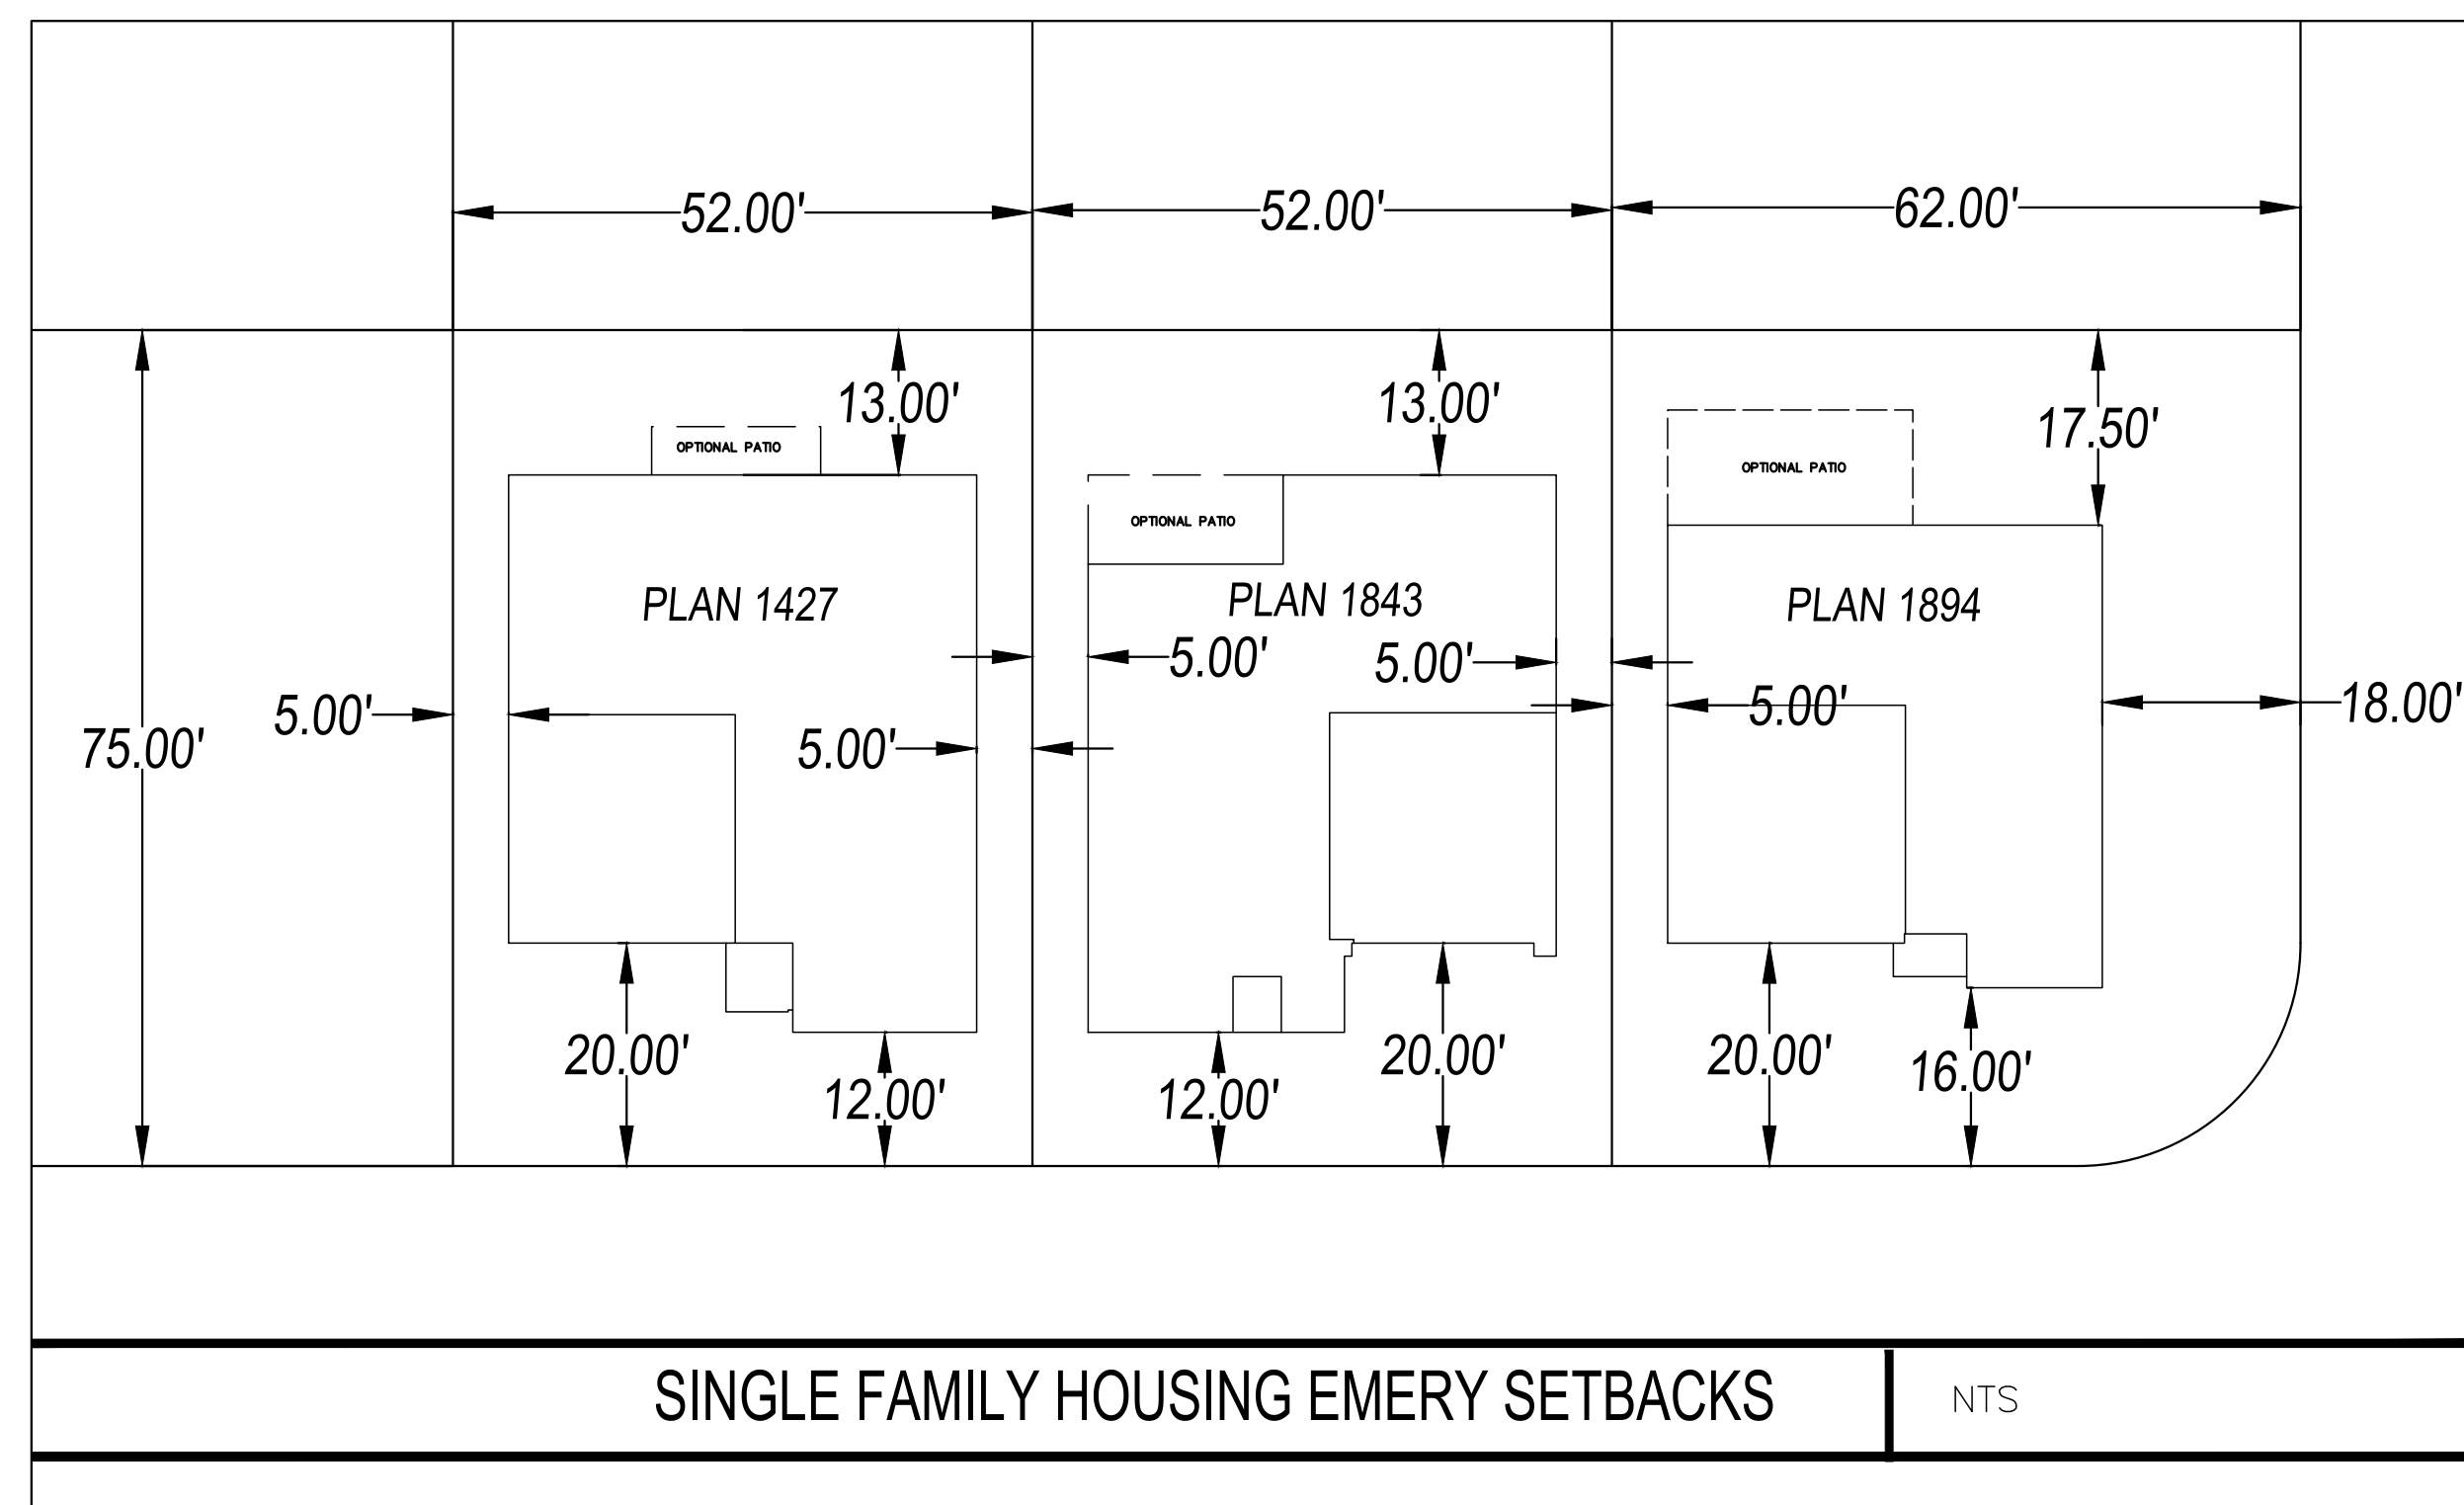 52.00'
52.00'
62.00'
13.00'
13.00'
17.50'
OPTIONAL PATIO
OPTIONAL PATIO
OPTIONAL PATIO
PLAN 1427
PLAN 1843
PLAN 1894
5.00'
5.00'
5.00'
5.00'
18.00'
75.00'
5.00'
20.00'
12.00'
12.00'
20.00'
20.00'
16.00'
SINGLE FAMILY HOUSING EMERY SETBACKS
NTS